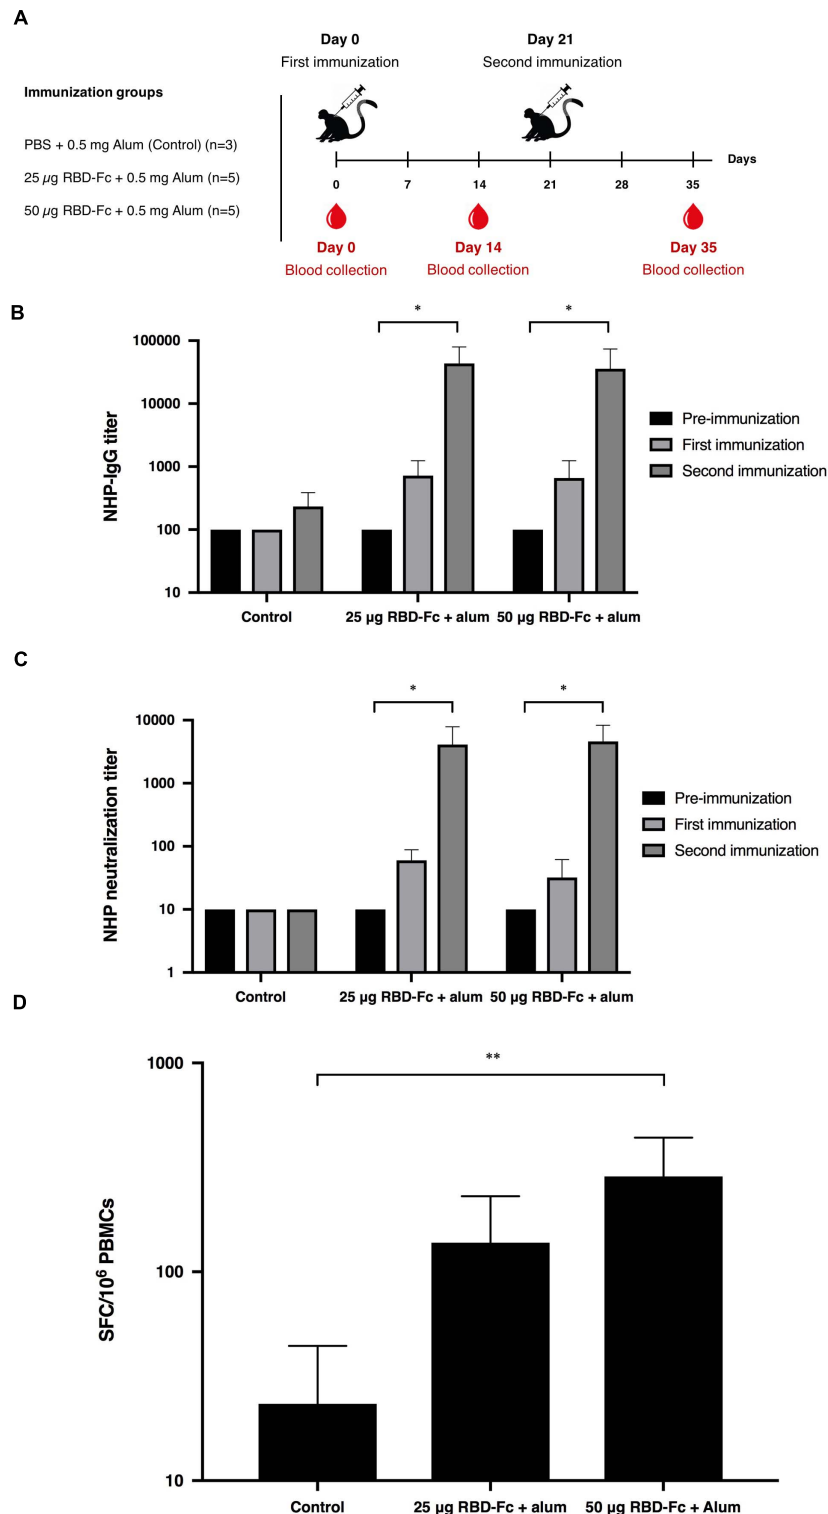 A
Day 0
Day 21
First immunization
Second immunization
Immunization groups
PBS + 0.5 mg Alum (Control) (n=3)
25 µg RBD-Fc + 0.5 mg Alum (n=5)
50 µg RBD-Fc + 0.5 mg Alum (n=5)
Days
0 7 14 21 28 35
Day 0
Day 14
Day 35
Blood collection
Blood collection
Blood collection
B
* *
NHP-IgG titer
100000
10000
1000
100
10
Control
25 µg RBD-Fc + alum
50 µg RBD-Fc + alum
Pre-immunization
First immunization
Second immunization
C
* *
NHP neutralization titer
10000
1000
100
10
1
Control
25 µg RBD-Fc + alum
50 µg RBD-Fc + alum
Pre-immunization
First immunization
Second immunization
D
**
SFC/10⁶ PBMCs
1000
100
10
Control
25 µg RBD-Fc + alum
50 µg RBD-Fc + Alum